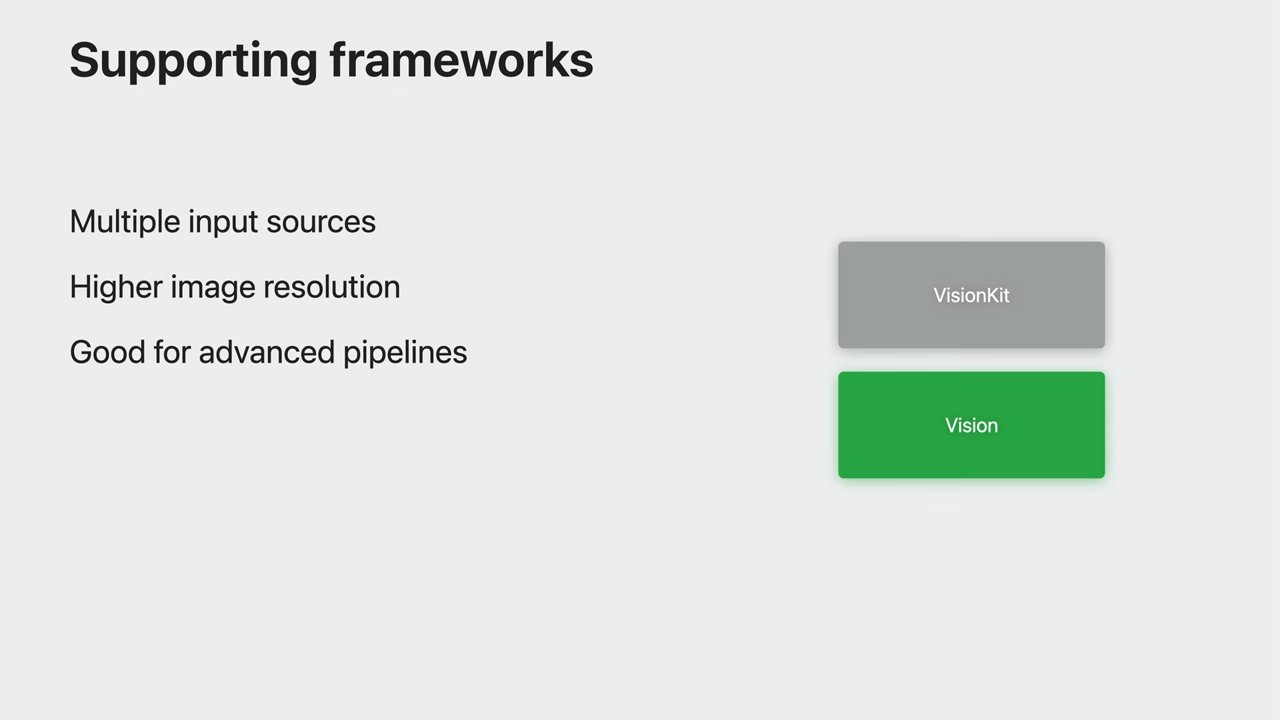 Supporting frameworks
Multiple input sources
Higher image resolution
Good for advanced pipelines
VisionKit
Vision